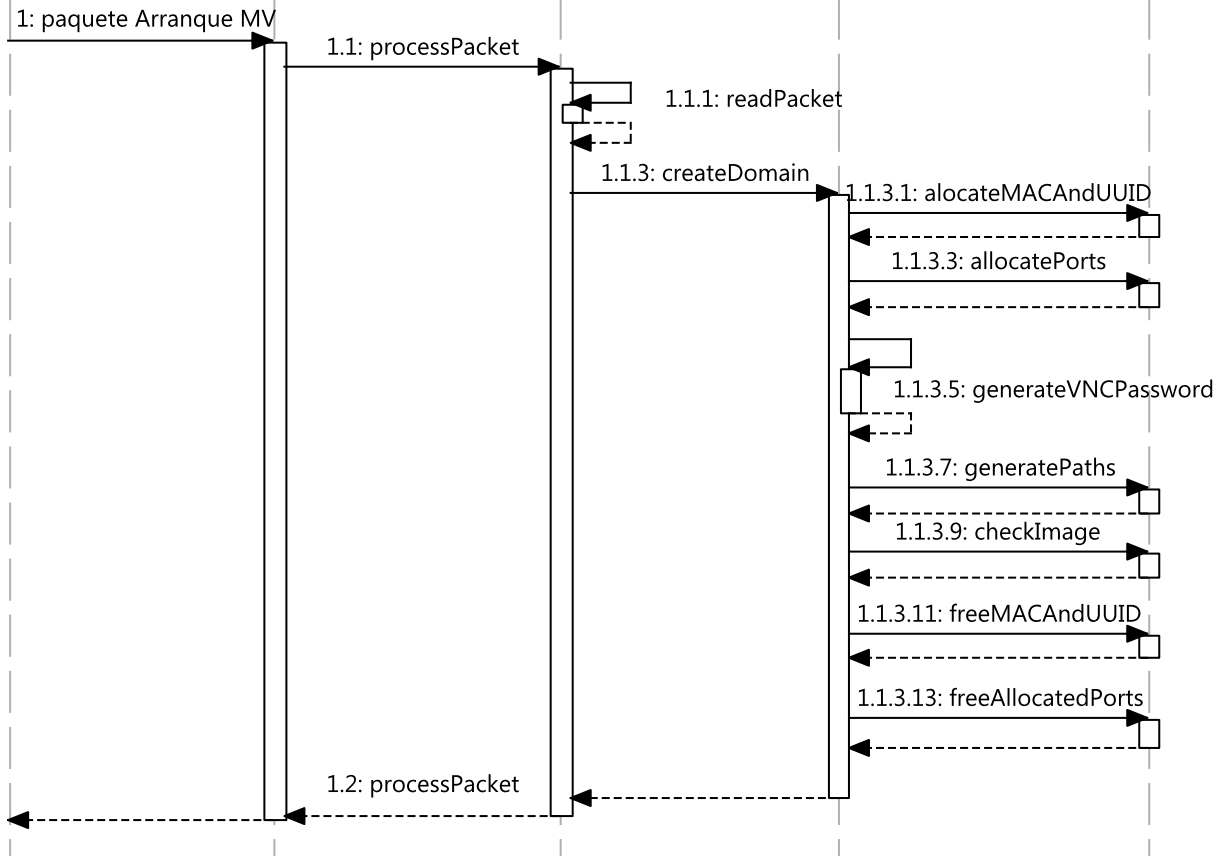 1: paquete Arranque MV
1.1: processPacket
1.1.1: readPacket
1.1.3: createDomain
1.1.3.1: alocateMACAndUUID
1.1.3.3: allocatePorts
1.1.3.5: generateVNCPassword
1.1.3.7: generatePaths
1.1.3.9: checkImage
1.1.3.11: freeMACAndUUID
1.1.3.13: freeAllocatedPorts
1.2: processPacket